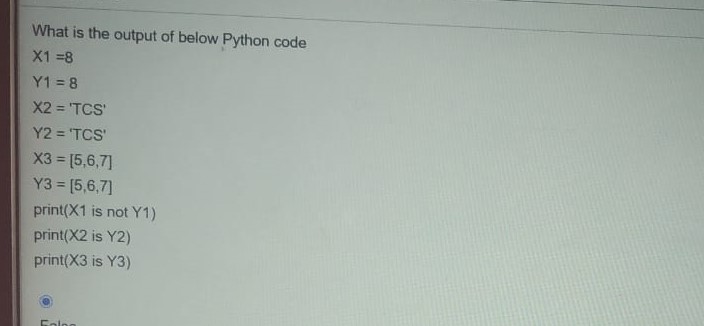 What is the output of below Python code
X1 =8
Y1 = 8
X2 = 'TCS'
Y2 = 'TCS'
X3 = [5,6,7]
Y3 = [5,6,7]
print(X1 is not Y1)
print(X2 is Y2)
print(X3 is Y3)
False